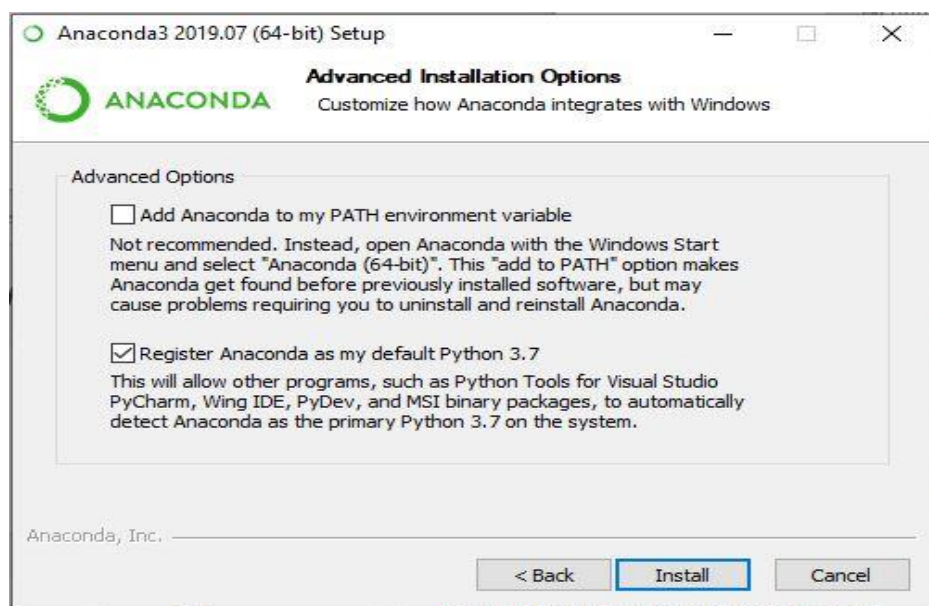 Anaconda3 2019.07 (64-bit) Setup
ANACONDA
Advanced Installation Options
Customize how Anaconda integrates with Windows
Advanced Options
Add Anaconda to my PATH environment variable
Not recommended. Instead, open Anaconda with the Windows Start
menu and select "Anaconda (64-bit)". This "add to PATH" option makes
Anaconda get found before previously installed software, but may
cause problems requiring you to uninstall and reinstall Anaconda.
Register Anaconda as my default Python 3.7
This will allow other programs, such as Python Tools for Visual Studio
PyCharm, Wing IDE, PyDev, and MSI binary packages, to automatically
detect Anaconda as the primary Python 3.7 on the system.
Anaconda, Inc.
< Back Install Cancel